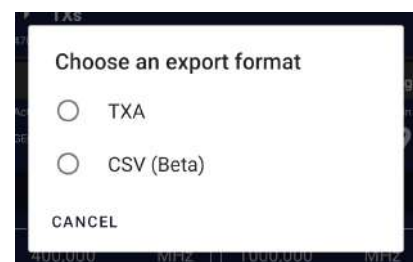 TXs
Choose an export format
TXA
CSV (Beta)
CANCEL
400.000 MHz 1000.000 MHz